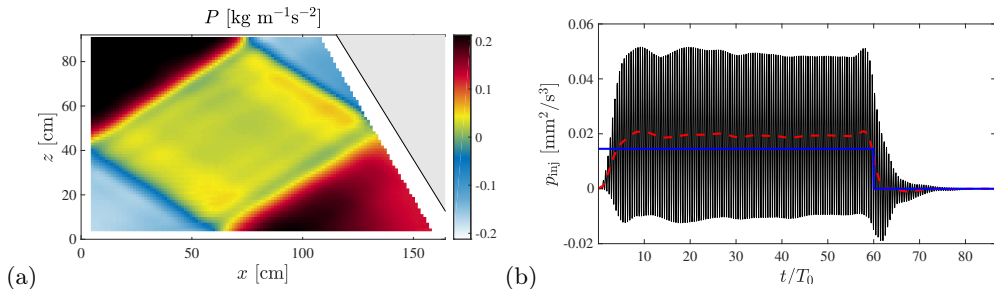 P [kg m⁻¹s⁻²]
80
60
40
20
0
z [cm]
0 50 100 150
x [cm]
0.2
0.1
0
-0.1
-0.2
(a)
0.06
0.04
0.02
0
-0.02
p_inj [mm²/s³]
10 20 30 40 50 60 70 80
t/T₀
(b)